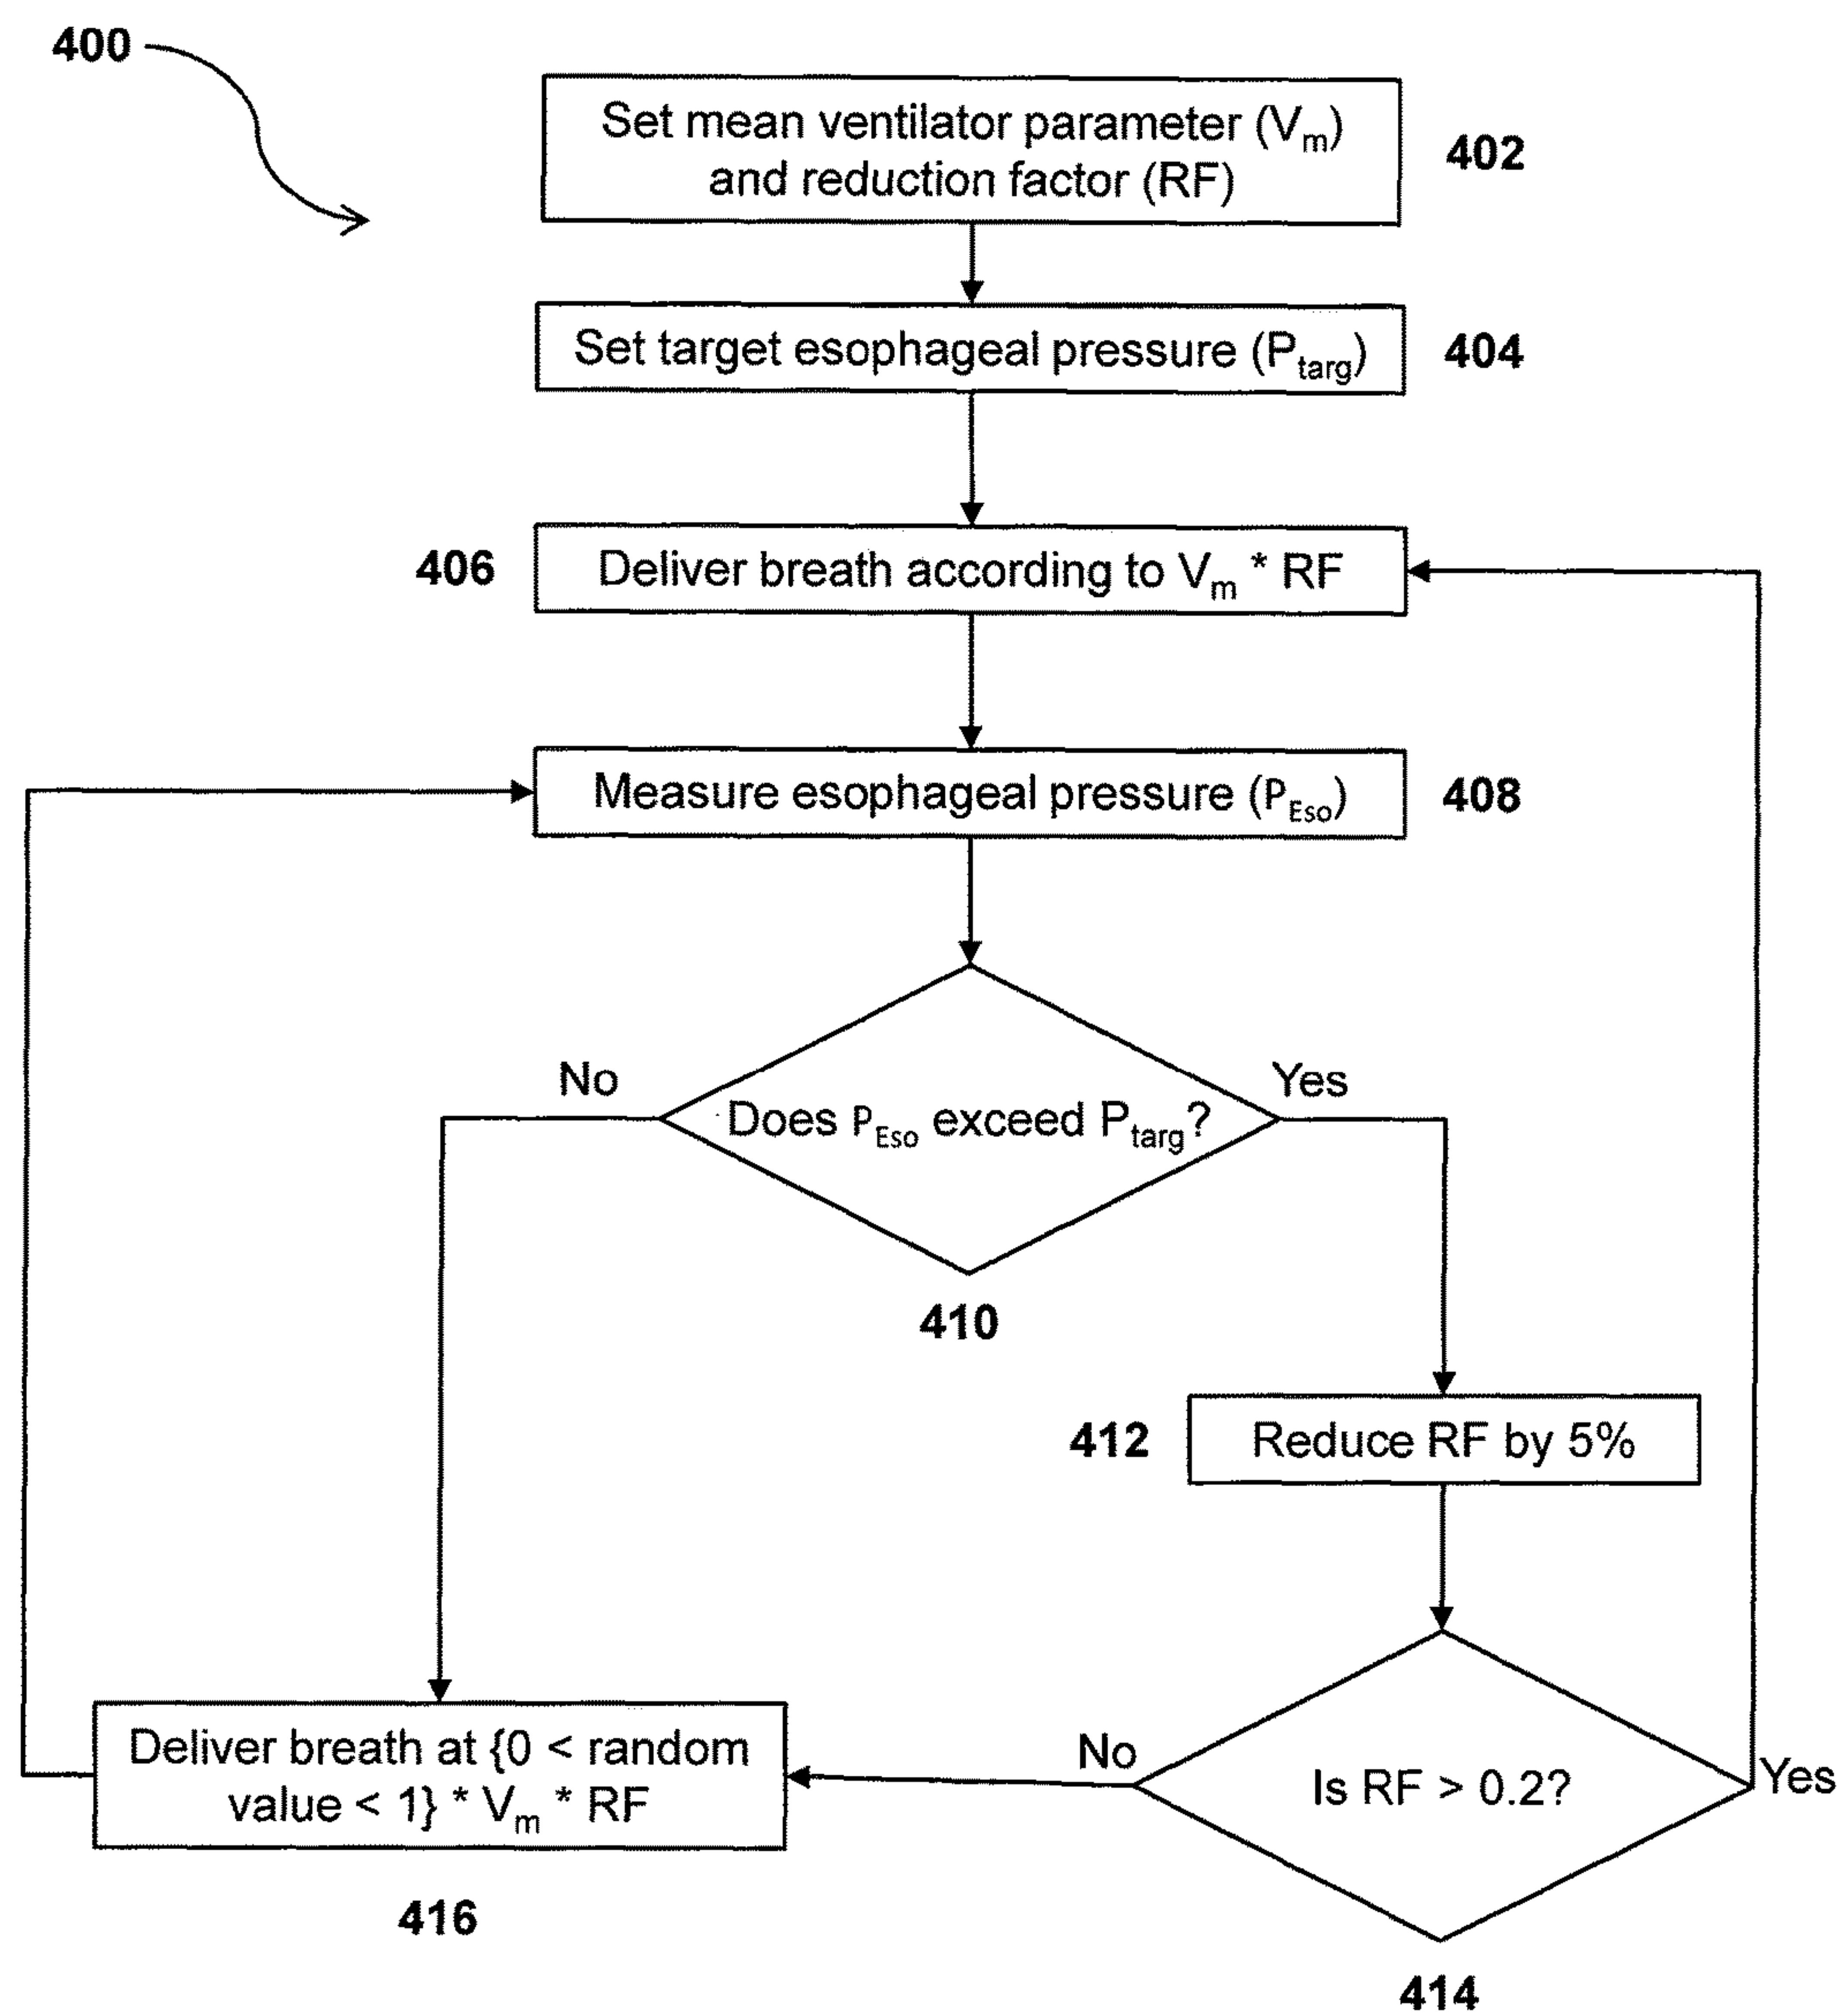 400
Set mean ventilator parameter (Vm)
and reduction factor (RF)
402
Set target esophageal pressure (Ptarg)
404
406
Deliver breath according to Vm * RF
Measure esophageal pressure (PEso)
408
No
Yes
Does PEso exceed Ptarg?
410
412
Reduce RF by 5%
Deliver breath at {0 < random
value < 1} * Vm * RF
416
No
Is RF > 0.2?
Yes
414